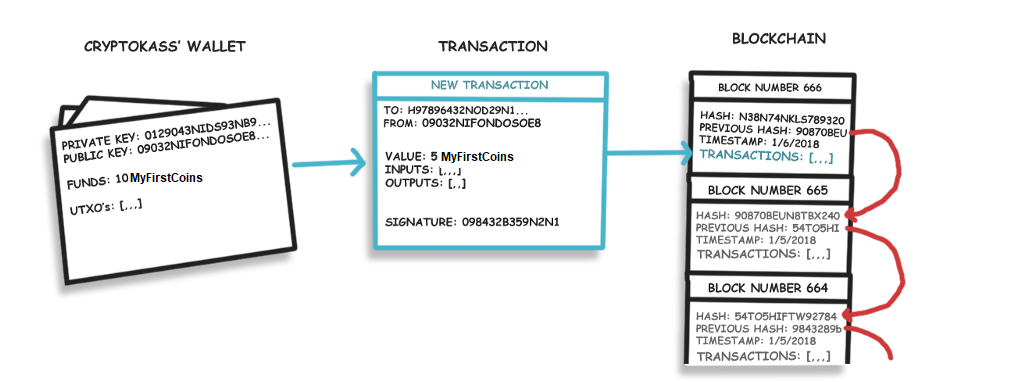 CRYPTOKASS' WALLET
PRIVATE KEY: 0129043NIDS93NB9...
PUBLIC KEY: 09032NIFONDOSOE8...
FUNDS: 10 MyFirstCoins
UTXO's: [,,,]
TRANSACTION
NEW TRANSACTION
TO: H97896432NOD29N1...
FROM: 09032NIFONDOSOE8
VALUE: 5 MyFirstCoins
INPUTS: [,,,]
OUTPUTS: [,,]
SIGNATURE: 098432B359N2N1
BLOCKCHAIN
BLOCK NUMBER 666
HASH: N38N74NKLS789320
PREVIOUS HASH: 90870BEU
TIMESTAMP: 1/6/2018
TRANSACTIONS: [,,,]
BLOCK NUMBER 665
HASH: 90870BEUN8TBX240
PREVIOUS HASH: 54TO5HI
TIMESTAMP: 1/5/2018
TRANSACTIONS: [,,,]
BLOCK NUMBER 664
HASH: 54TO5HIFTW92784
PREVIOUS HASH: 9843289b
TIMESTAMP: 1/5/2018
TRANSACTIONS: [,,,]